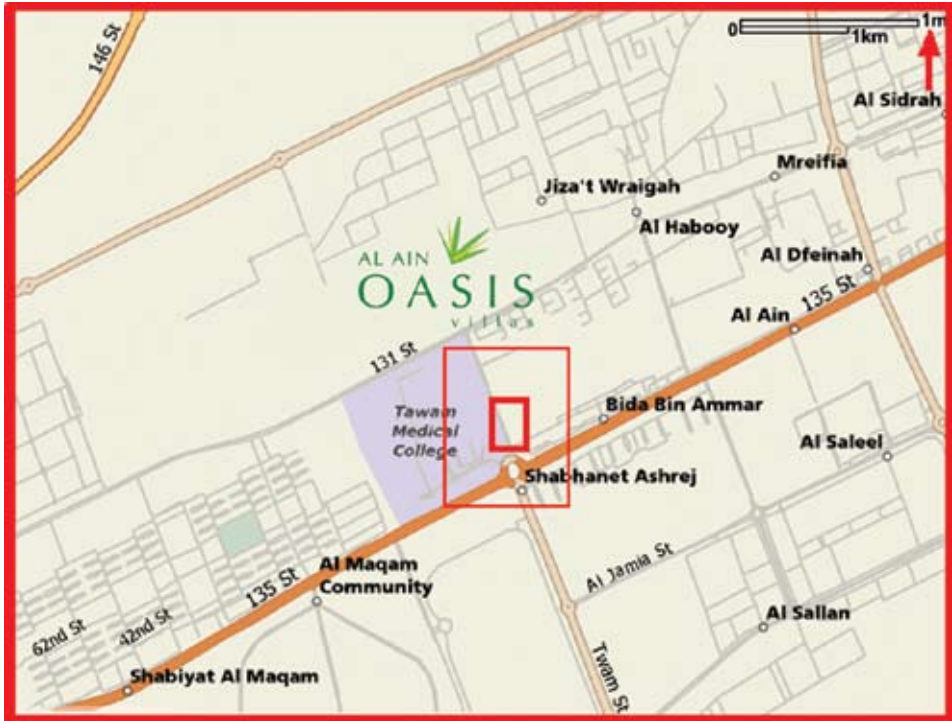 146 St
0
1m
1km
Al Sidrah
Mreifia
Jiza't Wraigah
Al Habooy
AL AIN
OASIS
villas
Al Dfeinah
135 St
Al Ain
131 St
Tawam
Medical
College
Bida Bin Ammar
Al Saleel
Shabhanet Ashrej
Al Jamia St
Al Maqam
Community
135 St
Al Sallan
62nd St
42nd St
Twam St
Shabiyat Al Maqam